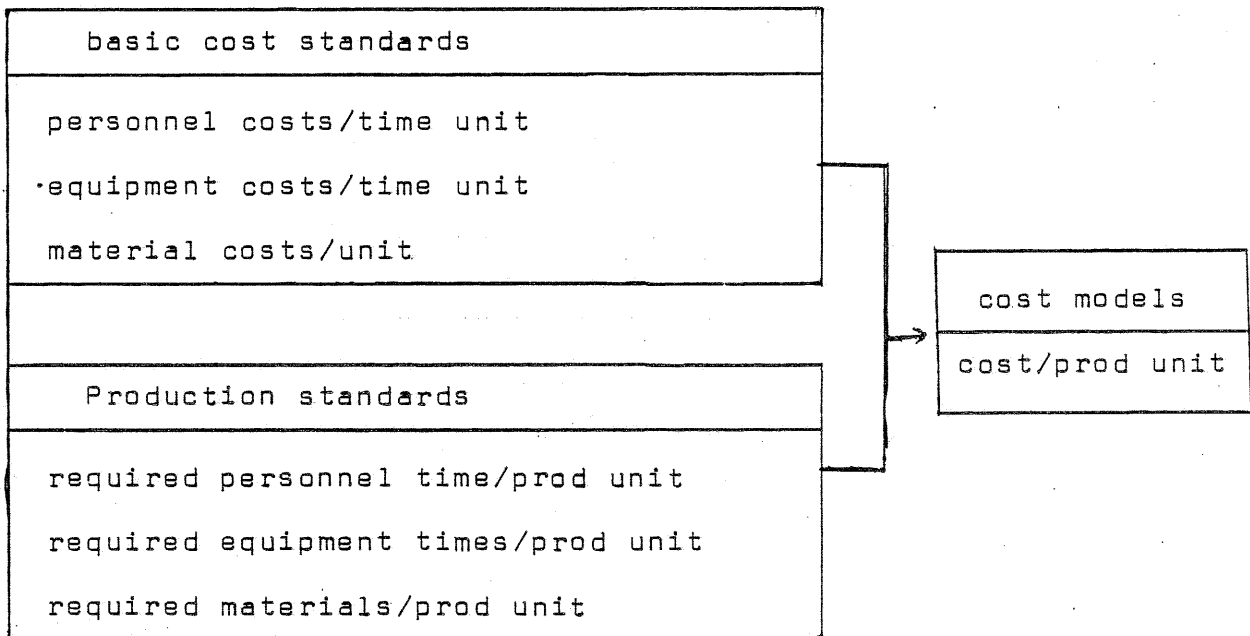 basic cost standards
personnel costs/time unit
equipment costs/time unit
material costs/unit
Production standards
required personnel time/prod unit
required equipment times/prod unit
required materials/prod unit
cost models
cost/prod unit